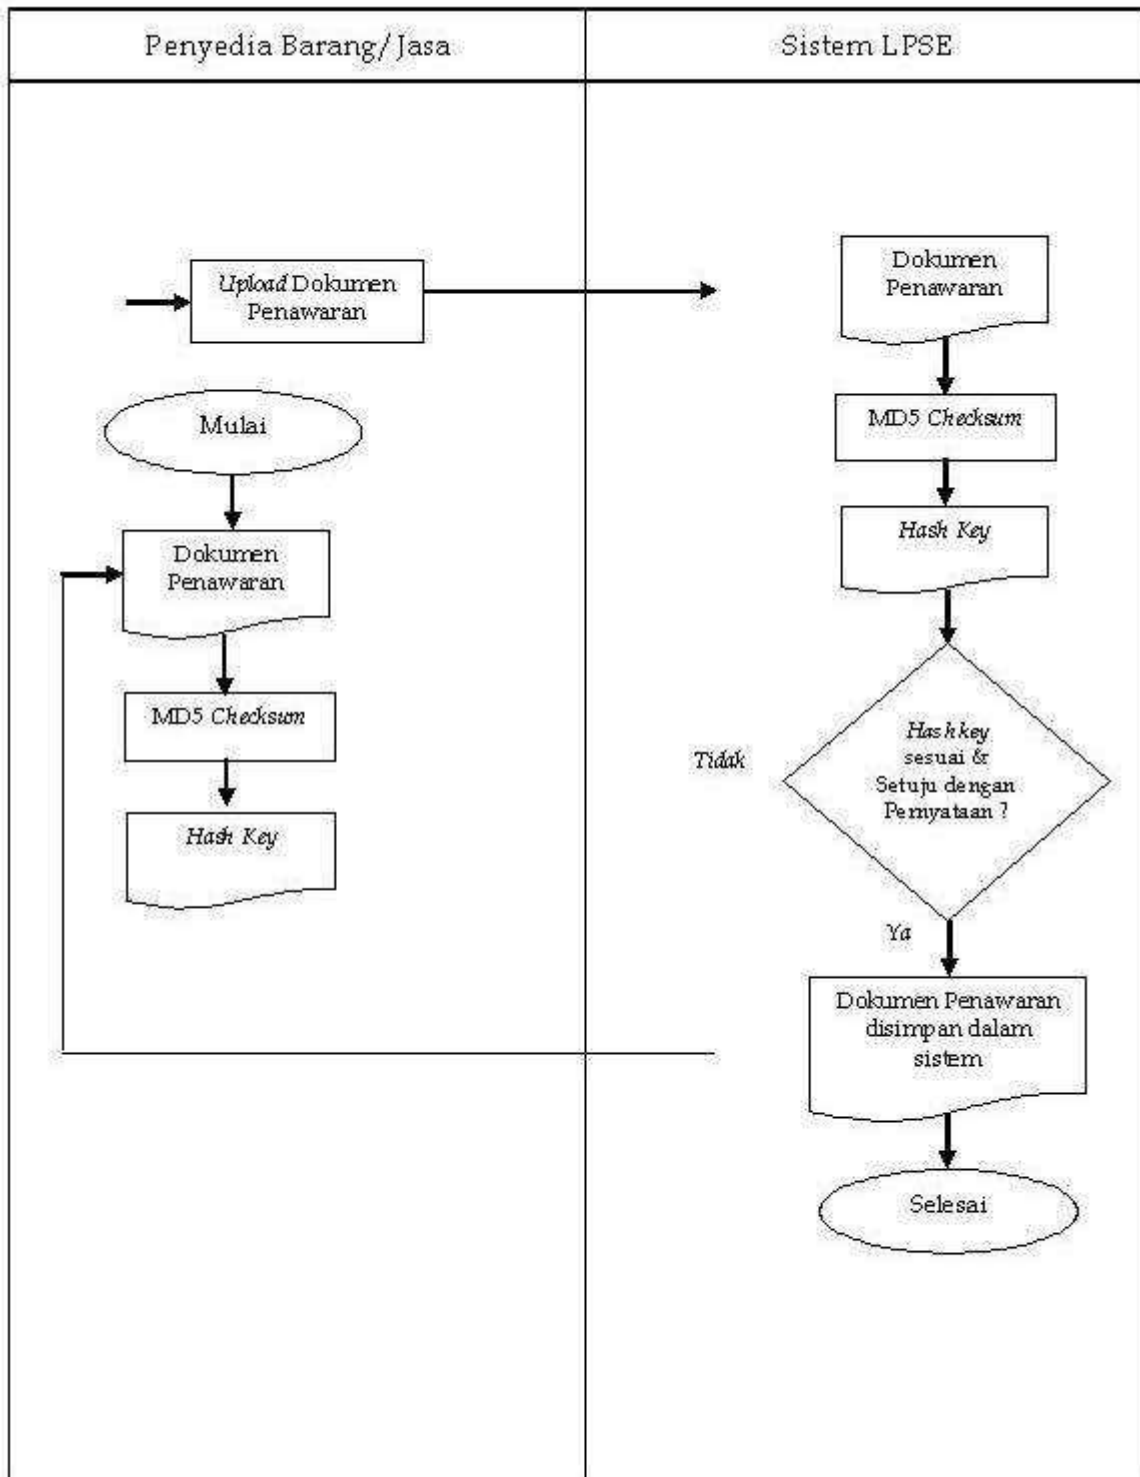 Penyedia Barang/Jasa
Sistem LPSE
Upload Dokumen
Penawaran
Mulai
Dokumen
Penawaran
MD5 Checksum
Hash Key
Dokumen
Penawaran
MD5 Checksum
Hash Key
Hash key
sesuai &
Setuju dengan
Pernyataan ?
Tidak
Ya
Dokumen Penawaran
disimpan dalam
sistem
Selesai